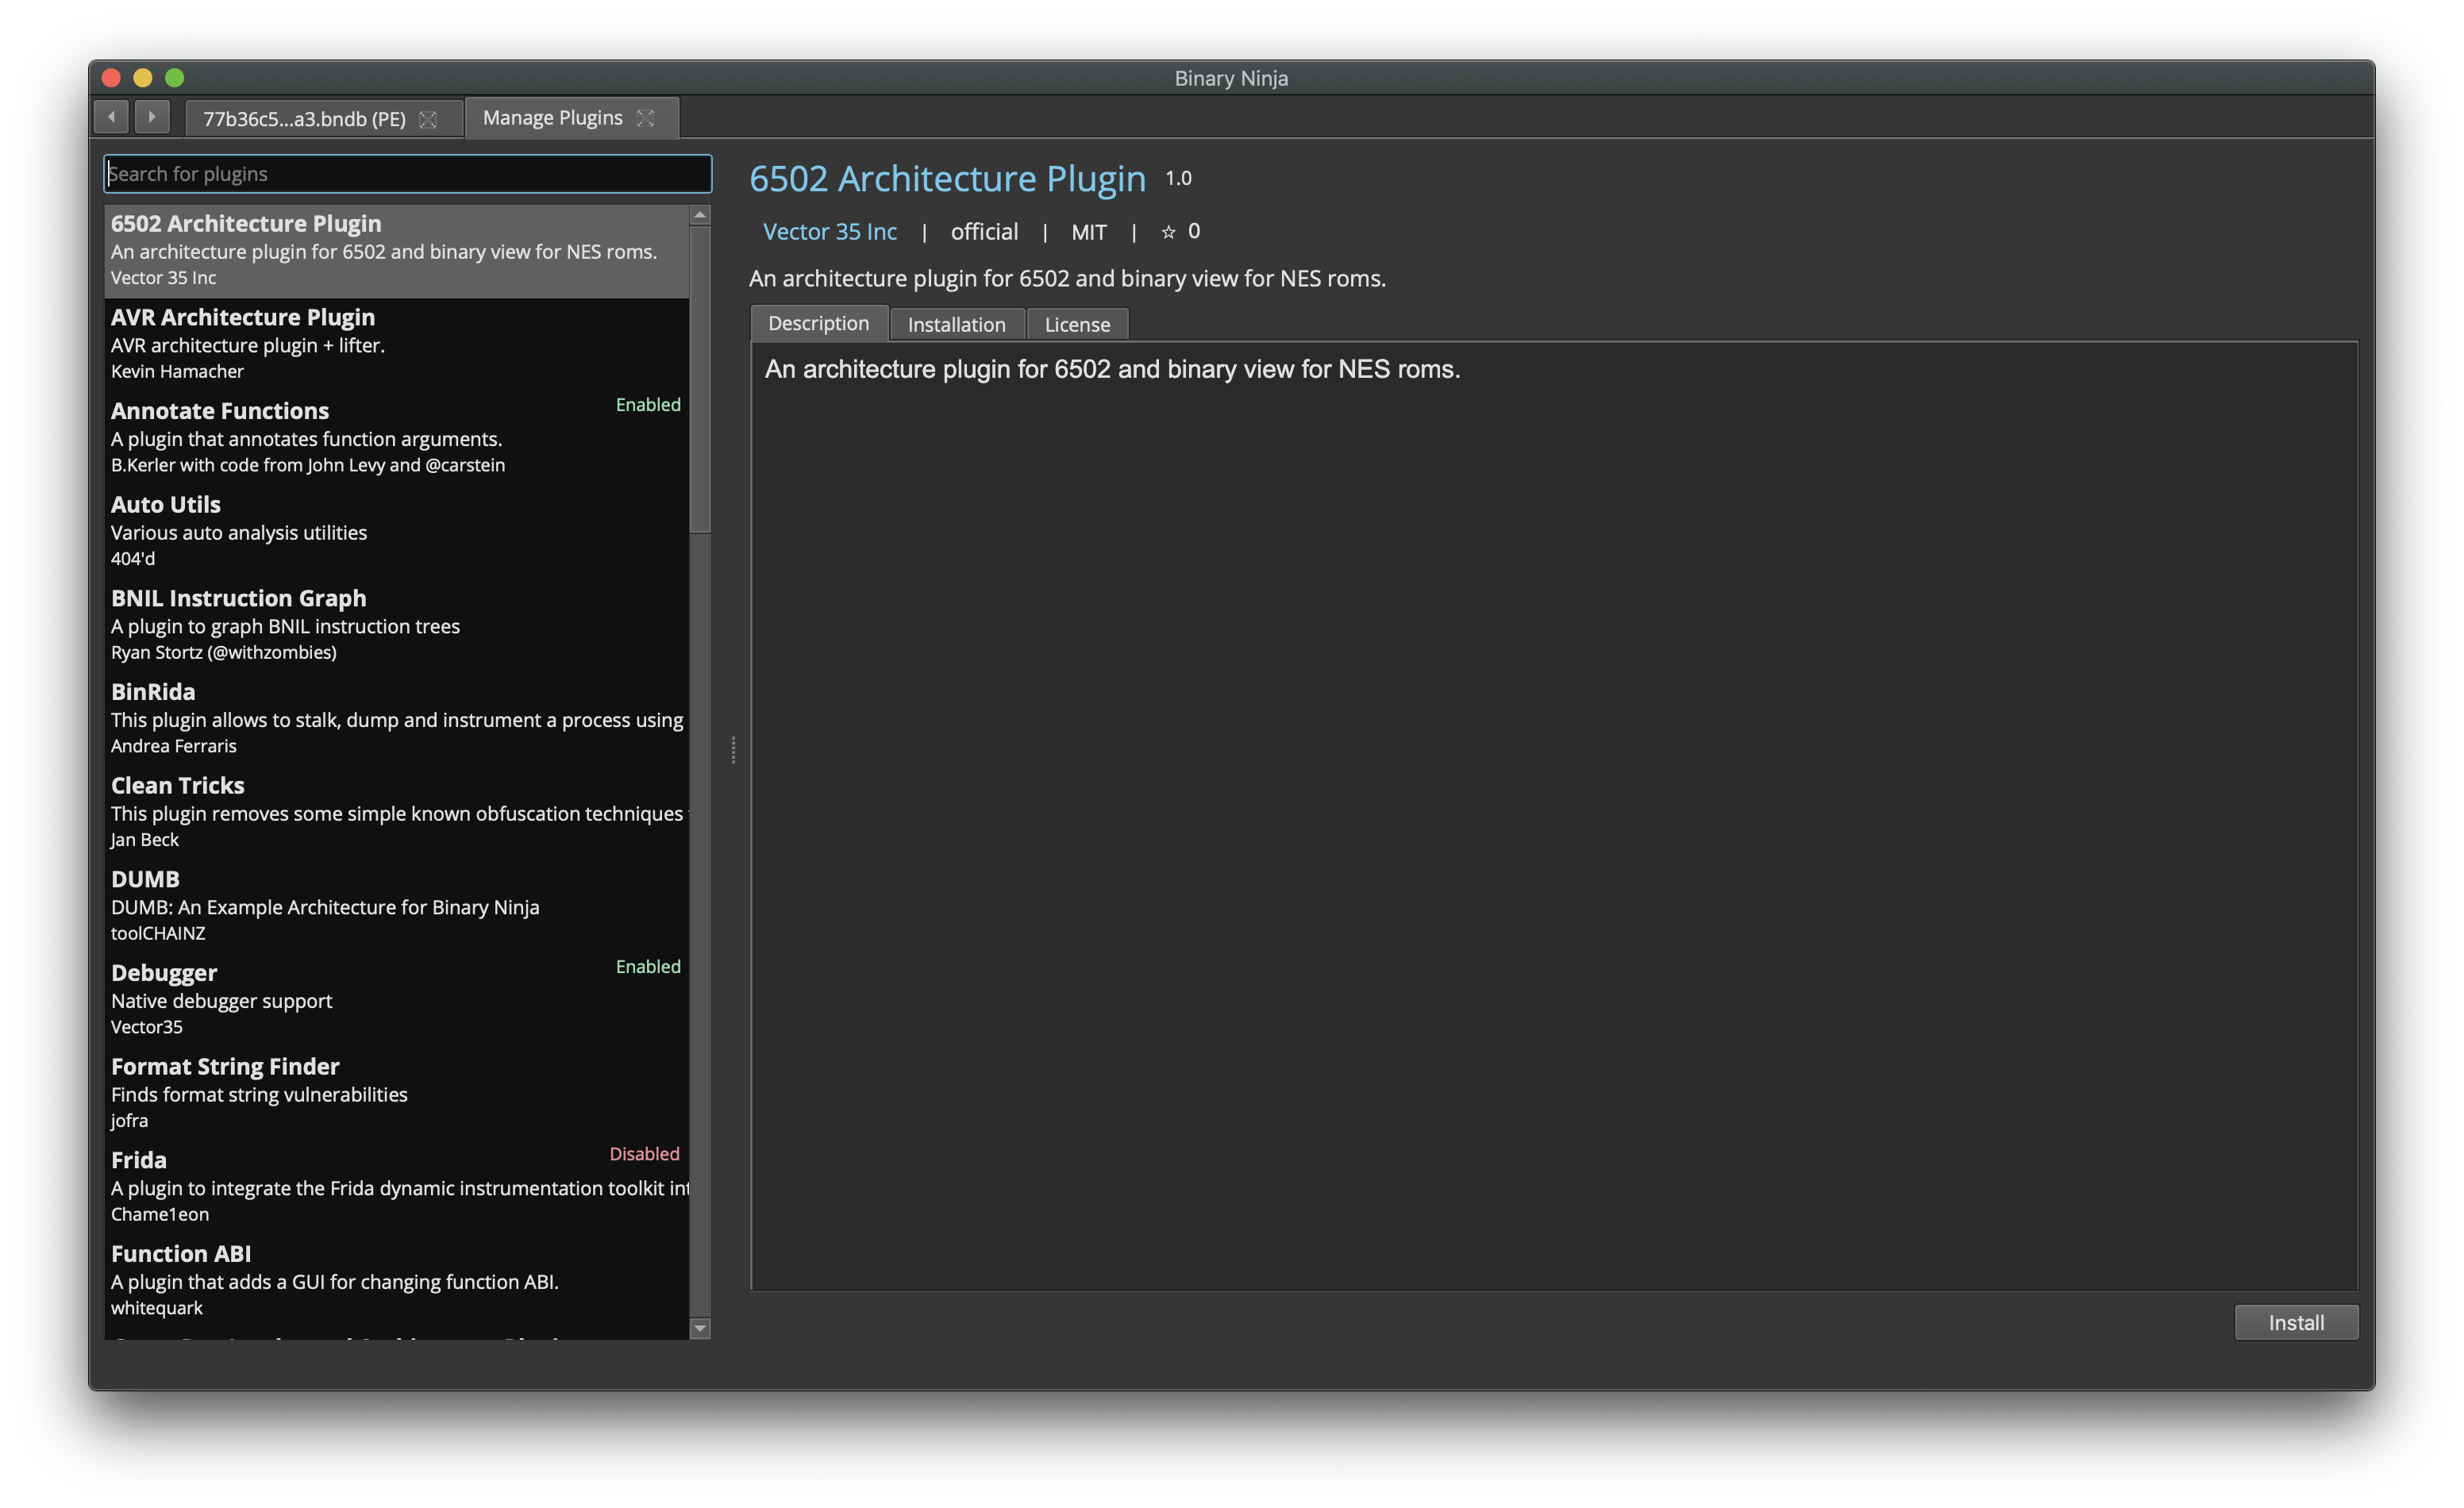 Binary Ninja
77b36c5...a3.bndb (PE)
Manage Plugins
Search for plugins
6502 Architecture Plugin
An architecture plugin for 6502 and binary view for NES roms.
Vector 35 Inc
AVR Architecture Plugin
AVR architecture plugin + lifter.
Kevin Hamacher
Annotate Functions Enabled
A plugin that annotates function arguments.
B.Kerler with code from John Levy and @carstein
Auto Utils
Various auto analysis utilities
404'd
BNIL Instruction Graph
A plugin to graph BNIL instruction trees
Ryan Stortz (@withzombies)
BinRida
This plugin allows to stalk, dump and instrument a process using
Andrea Ferraris
Clean Tricks
This plugin removes some simple known obfuscation techniques
Jan Beck
DUMB
DUMB: An Example Architecture for Binary Ninja
toolCHAINZ
Debugger Enabled
Native debugger support
Vector35
Format String Finder
Finds format string vulnerabilities
jofra
Frida Disabled
A plugin to integrate the Frida dynamic instrumentation toolkit int
Chame1eon
Function ABI
A plugin that adds a GUI for changing function ABI.
whitequark
6502 Architecture Plugin 1.0
Vector 35 Inc | official | MIT | ☆ 0
An architecture plugin for 6502 and binary view for NES roms.
Description Installation License
An architecture plugin for 6502 and binary view for NES roms.
Install